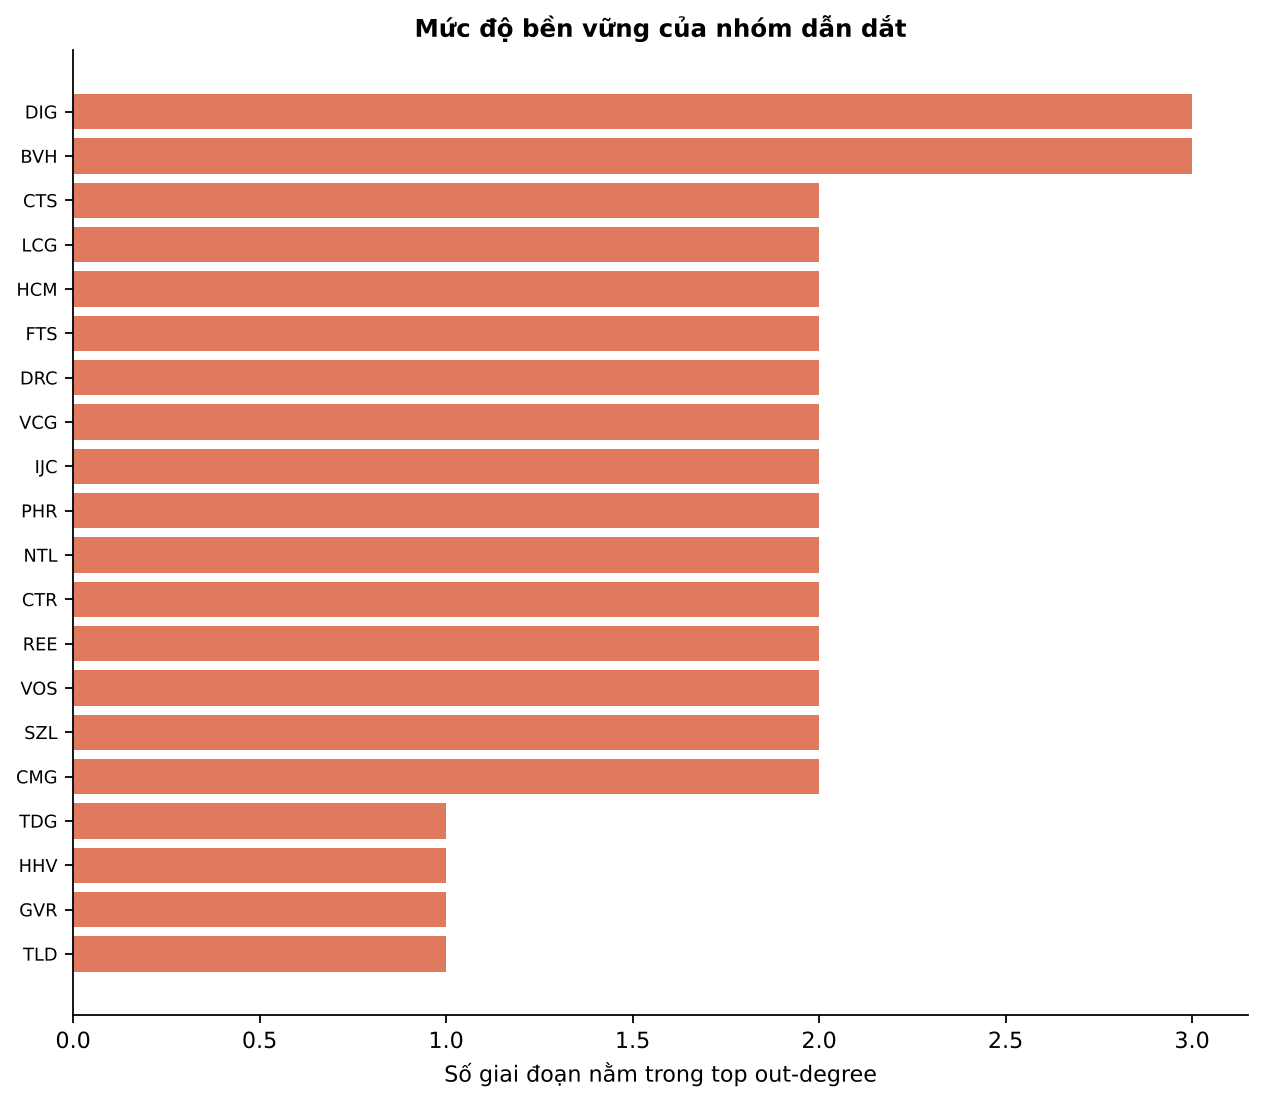 Mức độ bền vững của nhóm dẫn dắt
DIG
BVH
CTS
LCG
HCM
FTS
DRC
VCG
IJC
PHR
NTL
CTR
REE
VOS
SZL
CMG
TDG
HHV
GVR
TLD
0.0 0.5 1.0 1.5 2.0 2.5 3.0
Số giai đoạn nằm trong top out-degree